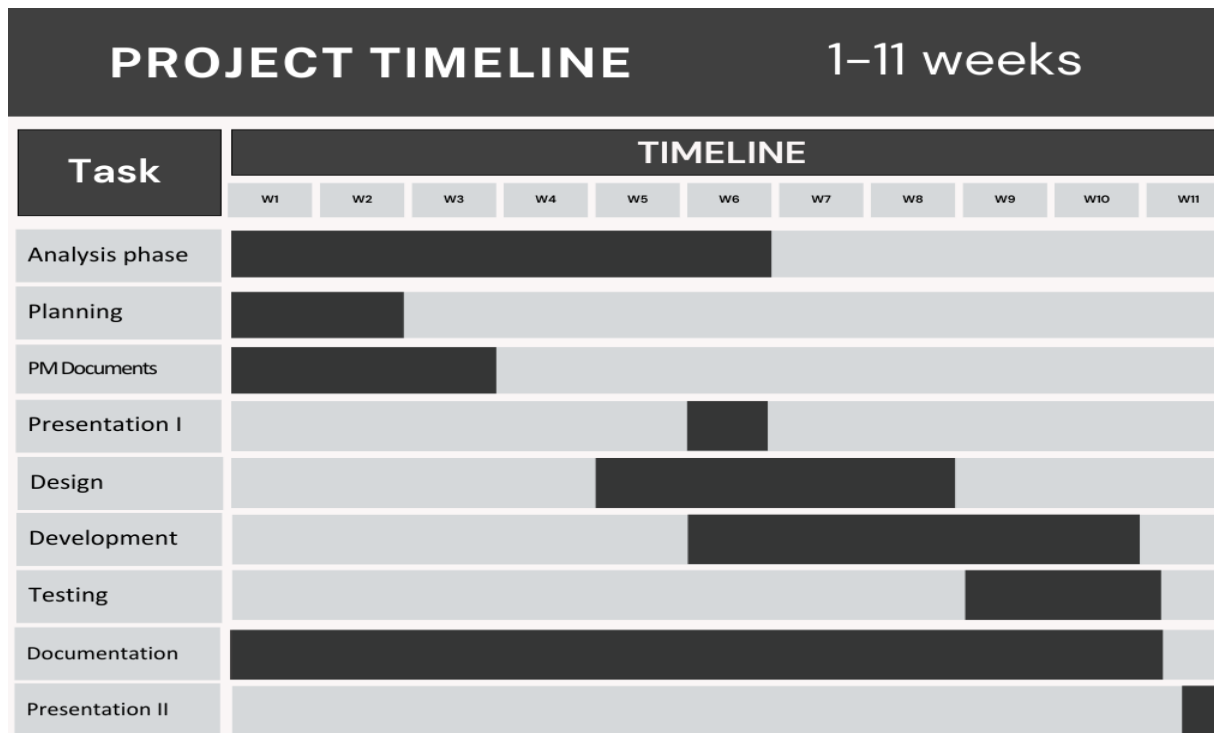 PROJECT TIMELINE 1–11 weeks
Task
TIMELINE
W1 W2 W3 W4 W5 W6 W7 W8 W9 W10 W11
Analysis phase
Planning
PM Documents
Presentation I
Design
Development
Testing
Documentation
Presentation II